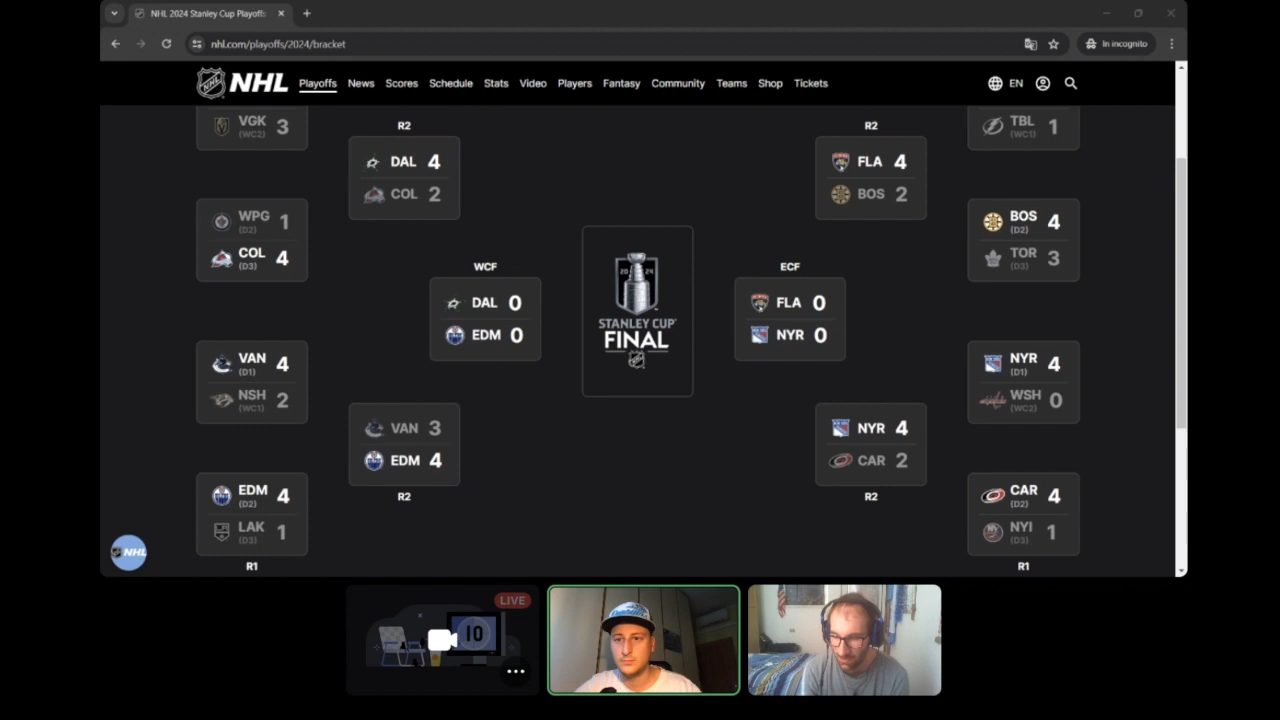 NHL 2024 Stanley Cup Playoffs
nhl.com/playoffs/2024/bracket
In incognito
NHL Playoffs News Scores Schedule Stats Video Players Fantasy Community Teams Shop Tickets EN
VGK 3
(WC2)
WPG 1
(D2)
COL 4
(D3)
VAN 4
(D1)
NSH 2
(WC1)
EDM 4
(D2)
LAK 1
(D3)
R1
R2
DAL 4
COL 2
VAN 3
EDM 4
R2
WCF
DAL 0
EDM 0
20 24
STANLEY CUP
FINAL
ECF
FLA 0
NYR 0
R2
FLA 4
BOS 2
NYR 4
CAR 2
R2
TBL 1
(WC1)
BOS 4
(D2)
TOR 3
(D3)
NYR 4
(D1)
WSH 0
(WC2)
CAR 4
(D2)
NYI 1
(D3)
R1
NHL
LIVE
10